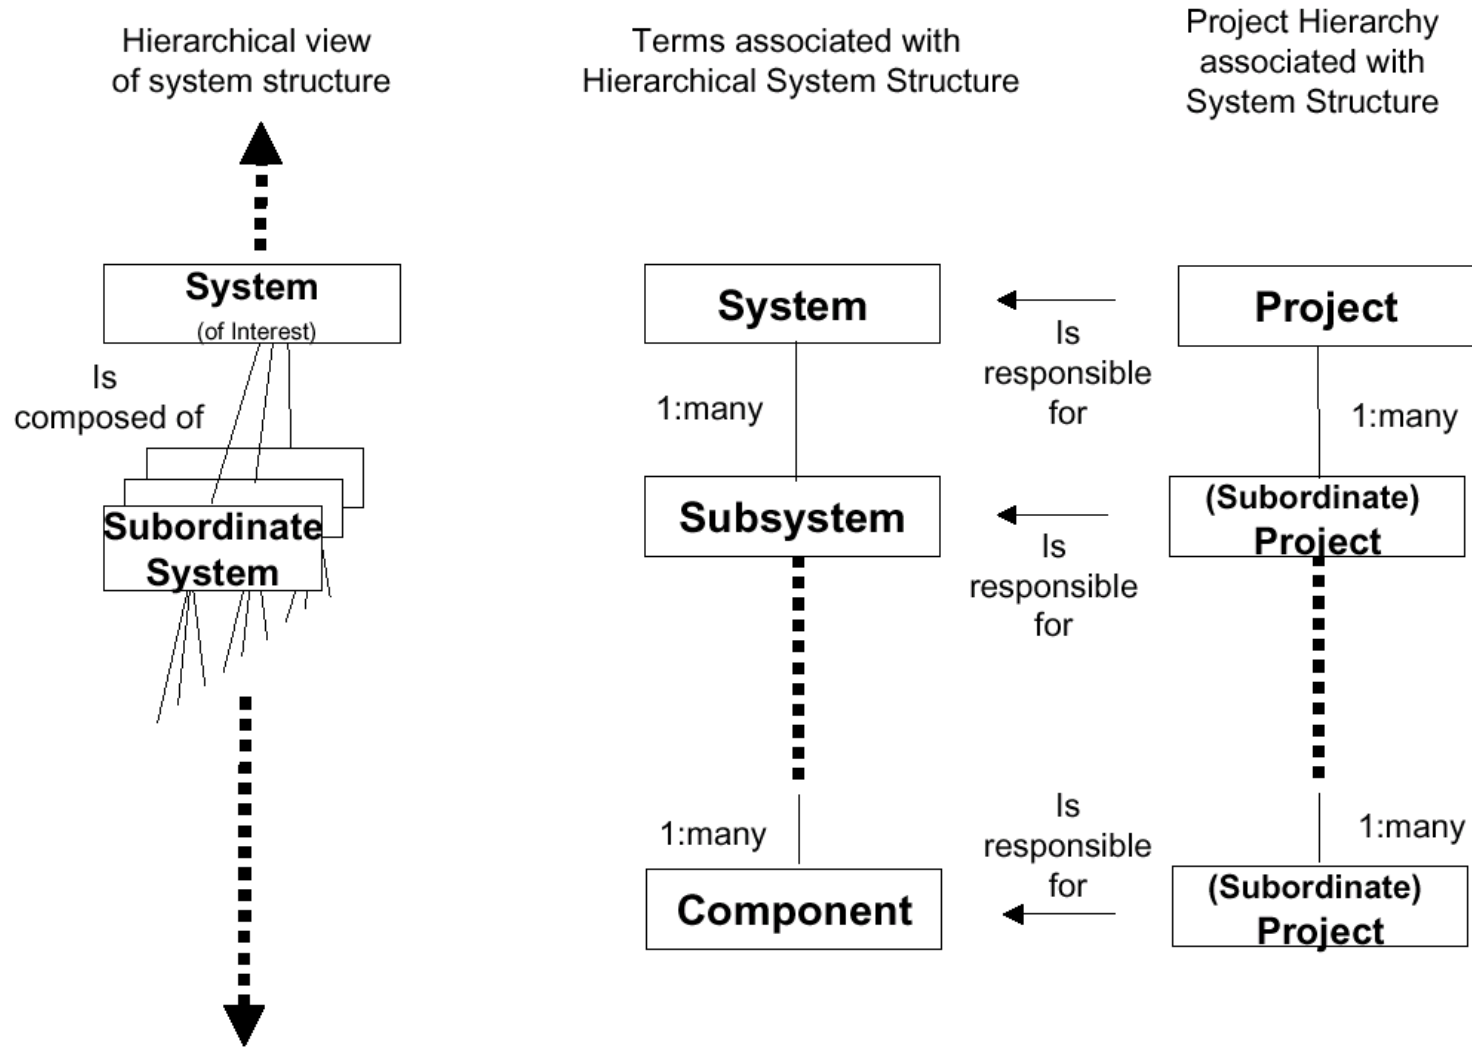 Hierarchical view
of system structure
Terms associated with
Hierarchical System Structure
Project Hierarchy
associated with
System Structure
System
(of Interest)
Is
composed of
Subordinate
System
System
1:many
Subsystem
1:many
Component
Is
responsible
for
Is
responsible
for
Is
responsible
for
Project
1:many
(Subordinate)
Project
1:many
(Subordinate)
Project